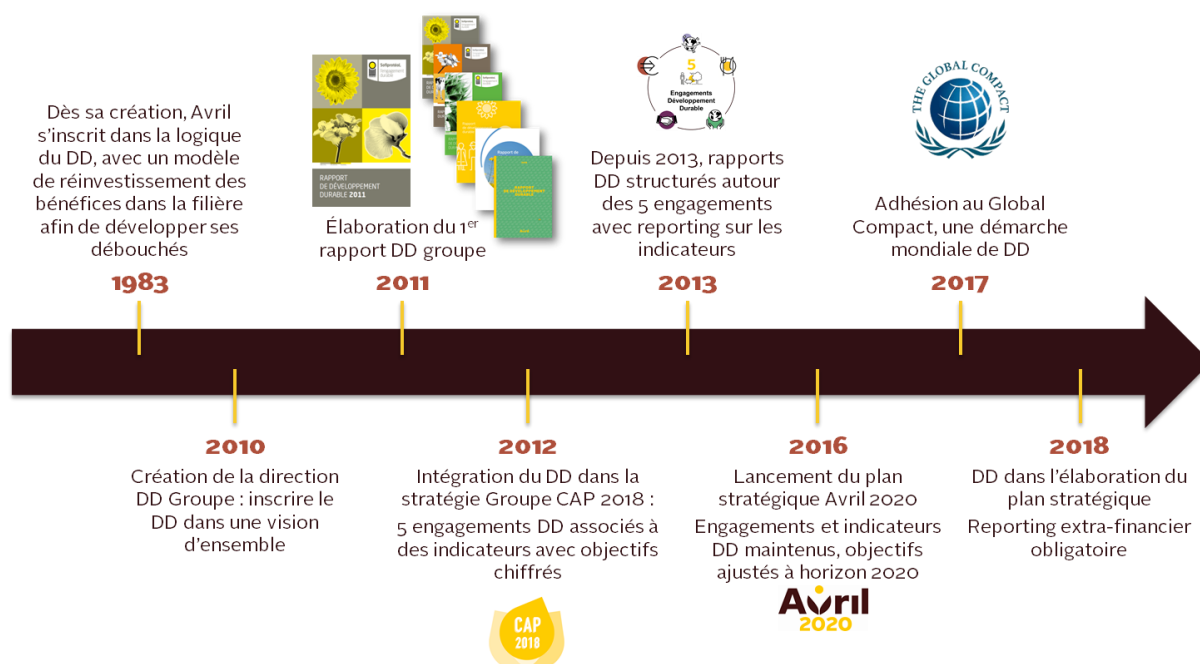 Dès sa création, Avril
s’inscrit dans la logique
du DD, avec un modèle
de réinvestissement des
bénéfices dans la filière
afin de développer ses
débouchés
1983
RAPPORT
DE DÉVELOPPEMENT
DURABLE 2011
Élaboration du 1er
rapport DD groupe
2011
5
Engagements
Développement
Durable
Depuis 2013, rapports
DD structurés autour
des 5 engagements
avec reporting sur les
indicateurs
2013
THE GLOBAL COMPACT
Adhésion au Global
Compact, une démarche
mondiale de DD
2017
2010
Création de la direction
DD Groupe : inscrire le
DD dans une vision
d’ensemble
2012
Intégration du DD dans la
stratégie Groupe CAP 2018 :
5 engagements DD associés à
des indicateurs avec objectifs
chiffrés
CAP
2018
2016
Lancement du plan
stratégique Avril 2020
Engagements et indicateurs
DD maintenus, objectifs
ajustés à horizon 2020
Avril
2020
2018
DD dans l’élaboration du
plan stratégique
Reporting extra-financier
obligatoire